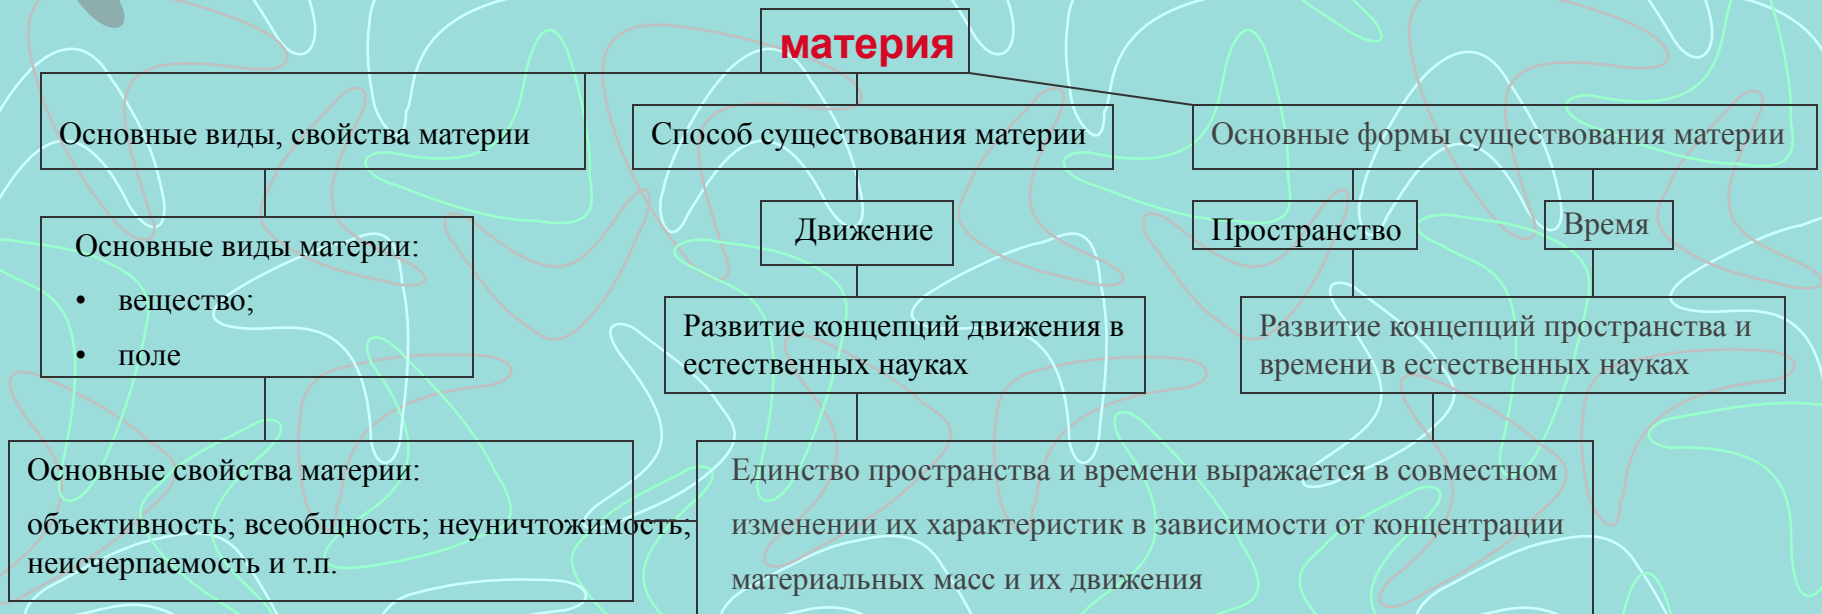 материя
Основные виды, свойства материи
Способ существования материи
Основные формы существования материи
Основные виды материи:
• вещество;
• поле
Движение
Пространство
Время
Развитие концепций движения в
естественных науках
Развитие концепций пространства и
времени в естественных науках
Основные свойства материи:
объективность; всеобщность; неуничтожимость;
неисчерпаемость и т.п.
Единство пространства и времени выражается в совместном
изменении их характеристик в зависимости от концентрации
материальных масс и их движения